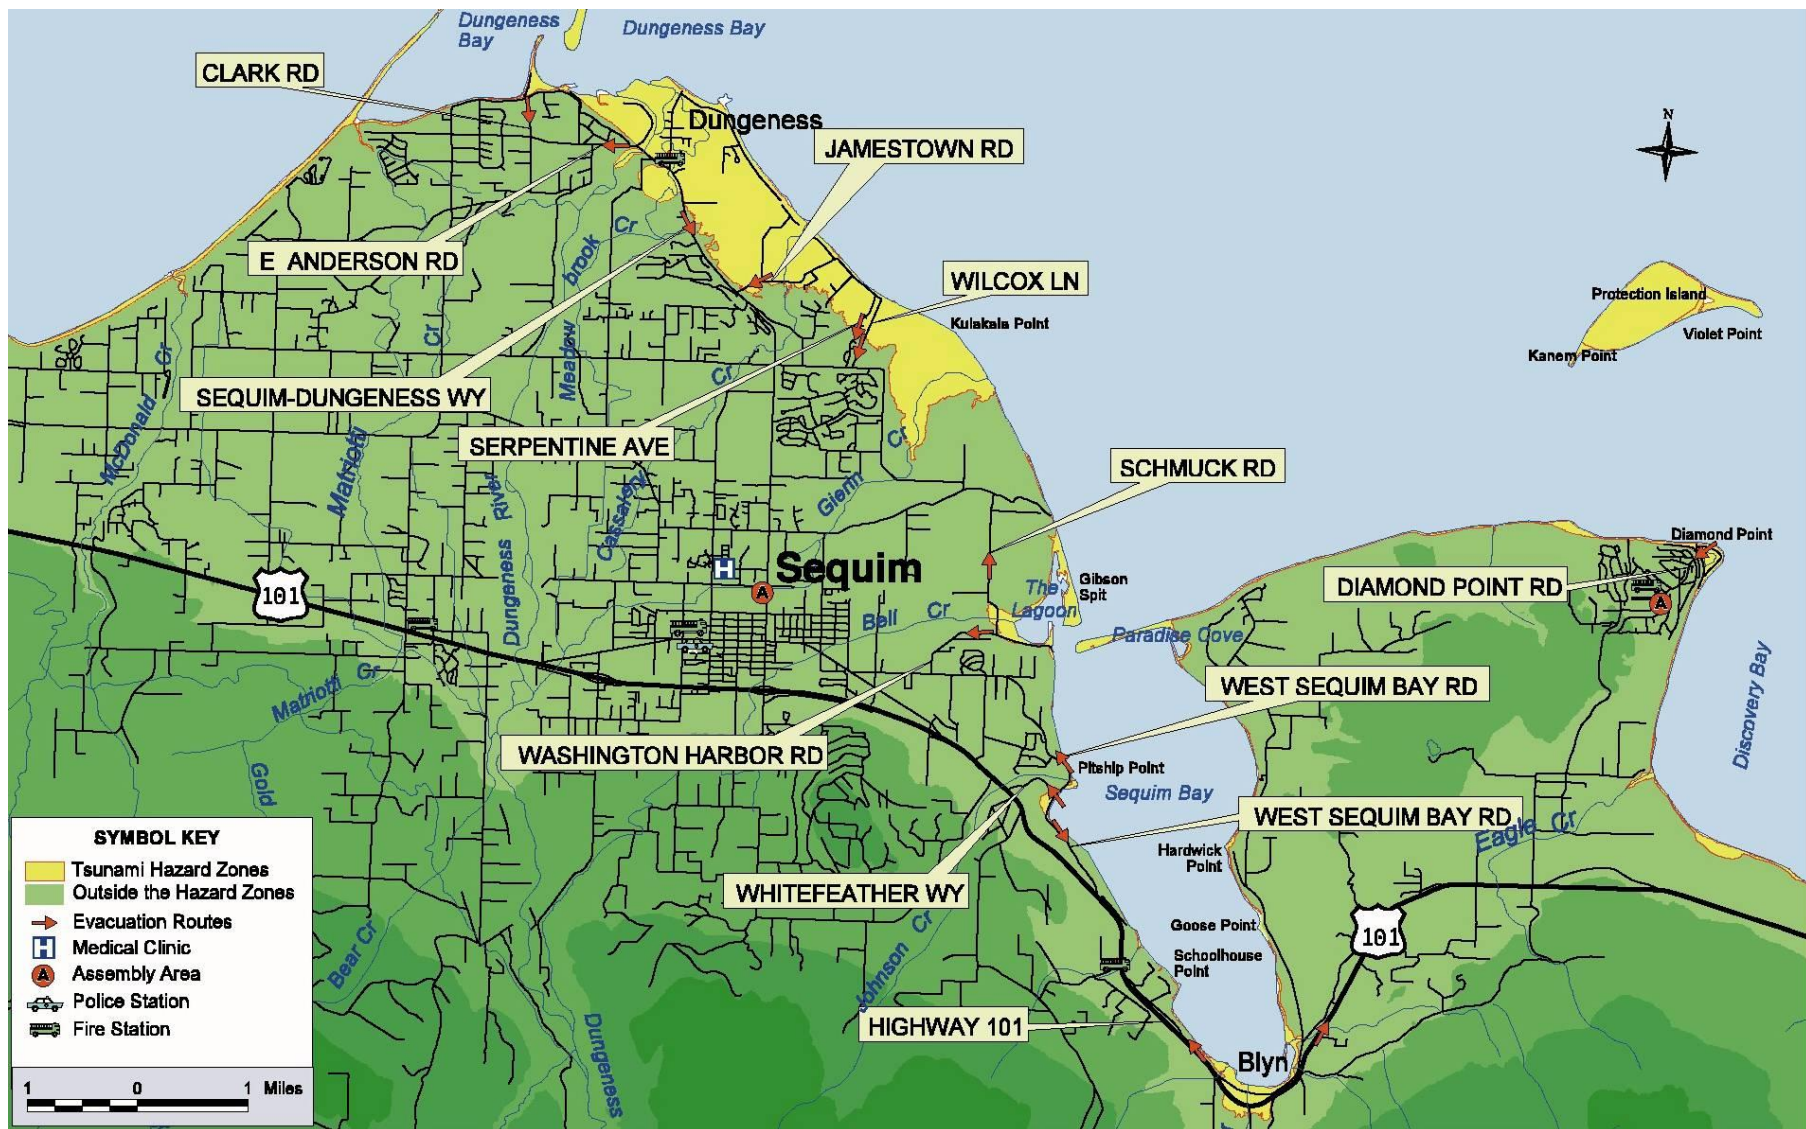 Dungeness
Bay
Dungeness Bay
CLARK RD
Dungeness
JAMESTOWN RD
N
E ANDERSON RD
Cr
brook
Meadow
WILCOX LN
Kulakala Point
Protection Island
Violet Point
Kanem Point
Cr
Cr
Cr
McDonald
SEQUIM-DUNGENESS WY
SERPENTINE AVE
Cr
Matriotti
River
Dungeness
Cassalery
Gierin
SCHMUCK RD
Diamond Point
DIAMOND POINT RD
H
Sequim
A
A
101
Gibson
Spit
The
Lagoon
Bell Cr
Paradise Cove
Matriotti Cr
WEST SEQUIM BAY RD
Discovery Bay
WASHINGTON HARBOR RD
Pitship Point
Sequim Bay
Gold
WEST SEQUIM BAY RD
Eagle Cr
Hardwick
Point
WHITEFEATHER WY
Goose Point
101
Schoolhouse
Point
Bear Cr
Johnson Cr
HIGHWAY 101
Blyn
Dungeness
SYMBOL KEY
Tsunami Hazard Zones
Outside the Hazard Zones
Evacuation Routes
H Medical Clinic
A Assembly Area
Police Station
Fire Station
1 0 1 Miles